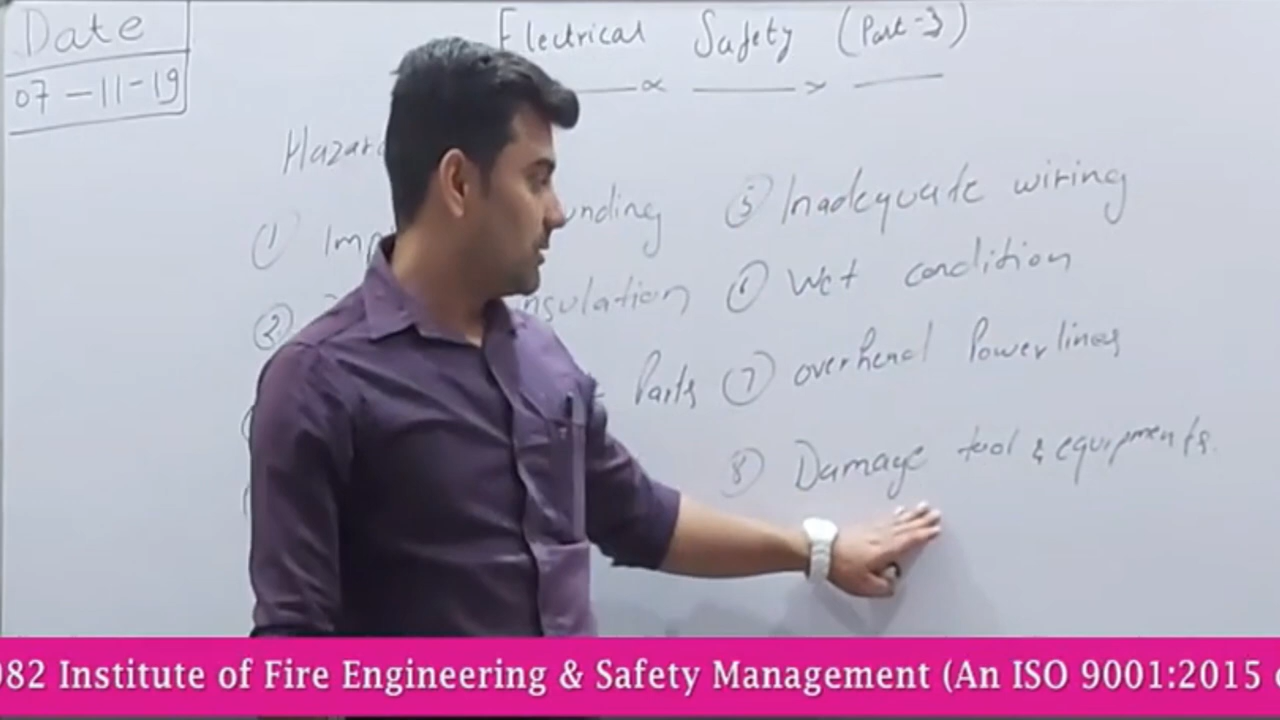 Date
07-11-19
Electrical Safety (Part-3)
Hazard
① Imp unding
② nsulation
Parts
⑤ Inadequate wiring
⑥ Wet condition
⑦ overhead Powerlines
⑧ Damage tool & equipments.
982 Institute of Fire Engineering & Safety Management (An ISO 9001:2015